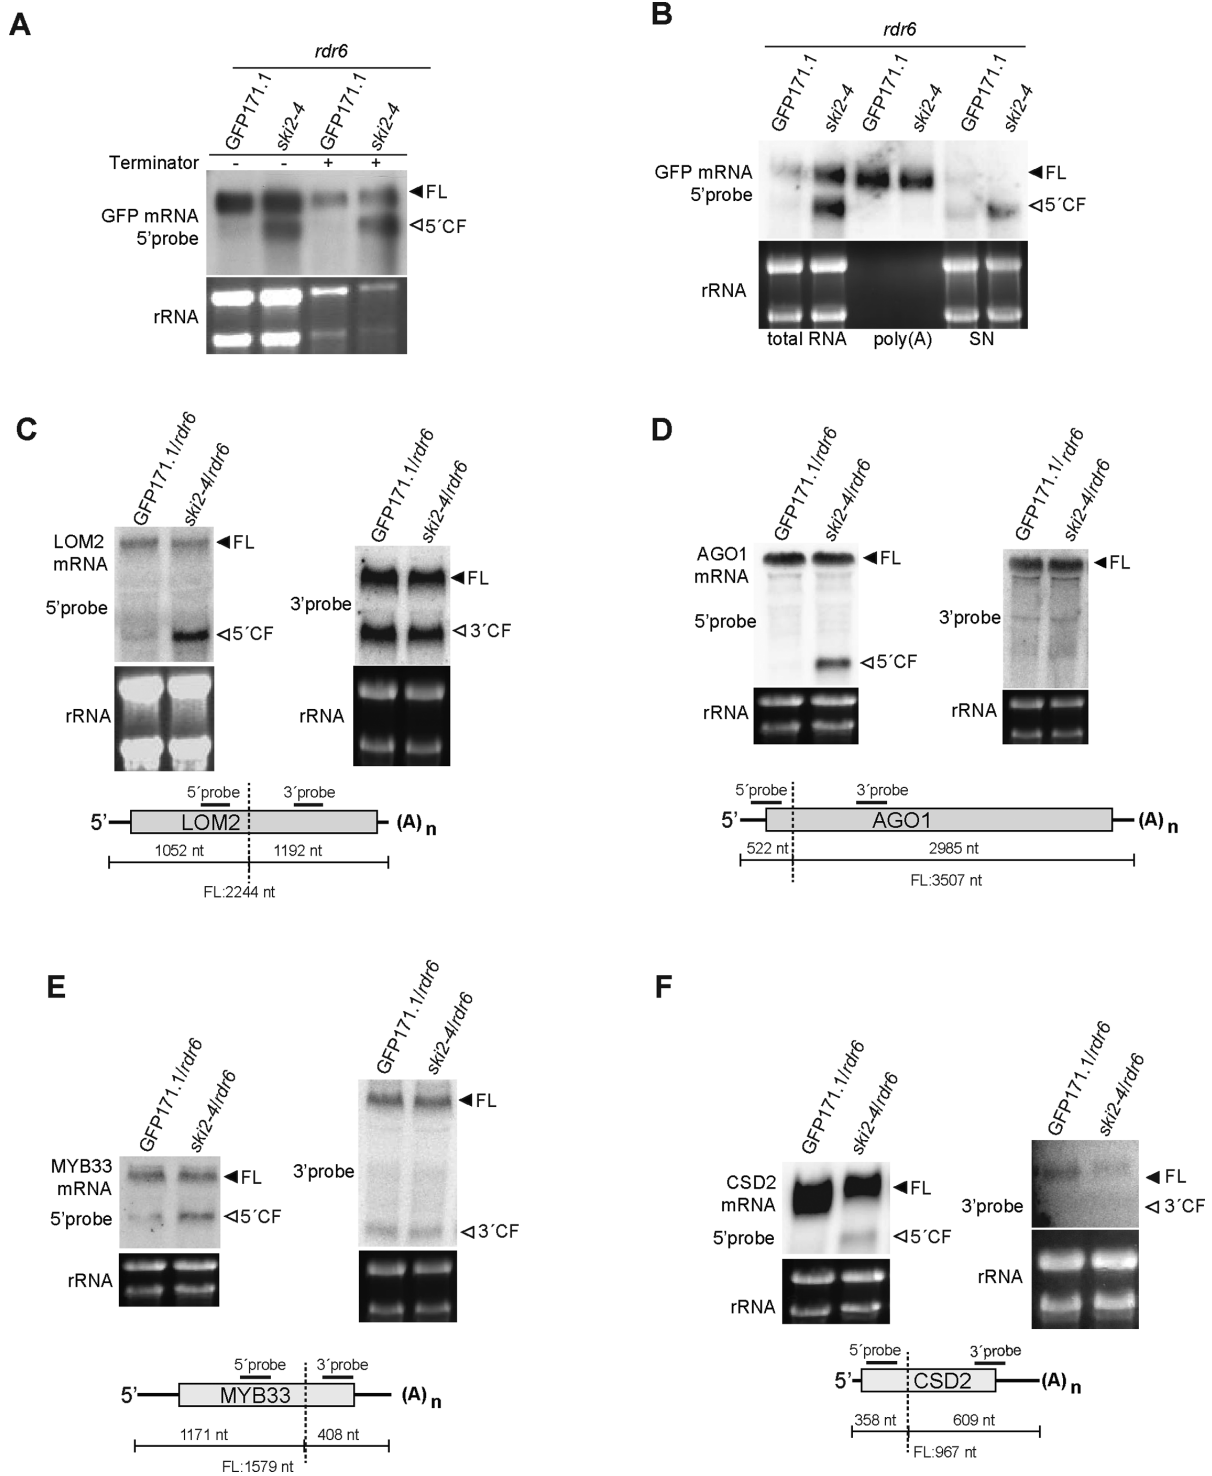 A
rdr6
GFP171.1
ski2-4
GFP171.1
ski2-4
Terminator - - + +
GFP mRNA
5'probe
◀FL
◁5´CF
rRNA
B
rdr6
GFP171.1
ski2-4
GFP171.1
ski2-4
GFP171.1
ski2-4
GFP mRNA
5'probe
◀FL
◁5´CF
rRNA
total RNA poly(A) SN
C
GFP171.1/rdr6
ski2-4/rdr6
LOM2
mRNA
5'probe
◀FL
◁5´CF
rRNA
GFP171.1/rdr6
ski2-4/rdr6
3'probe
◀FL
◁3´CF
rRNA
5´probe 3´probe
5' LOM2 (A)n
1052 nt 1192 nt
FL:2244 nt
D
GFP171.1/rdr6
ski2-4/rdr6
AGO1
mRNA
5'probe
◀FL
◁5´CF
rRNA
GFP171.1/rdr6
ski2-4/rdr6
3'probe
◀FL
rRNA
5´probe 3´probe
5' AGO1 (A)n
522 nt 2985 nt
FL:3507 nt
E
GFP171.1/rdr6
ski2-4/rdr6
MYB33
mRNA
5'probe
◀FL
◁5´CF
rRNA
GFP171.1/rdr6
ski2-4/rdr6
3'probe
◀FL
◁3´CF
5´probe 3´probe
5' MYB33 (A)n
1171 nt 408 nt
FL:1579 nt
F
GFP171.1/rdr6
ski2-4/rdr6
CSD2
mRNA
5'probe
◀FL
◁5´CF
rRNA
GFP171.1/rdr6
ski2-4/rdr6
3'probe
◀FL
◁3´CF
rRNA
5´probe 3´probe
5' CSD2 (A)n
358 nt 609 nt
FL:967 nt